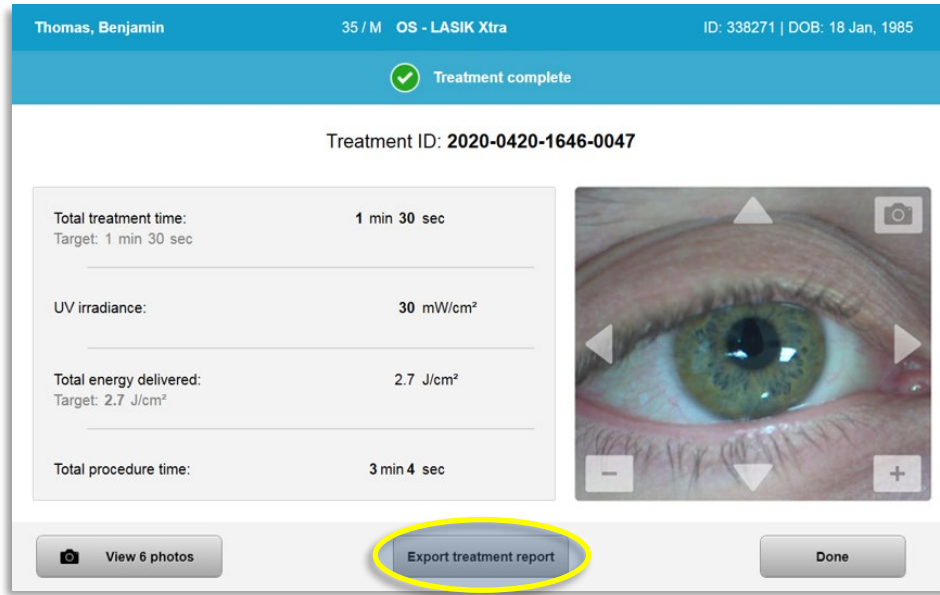 Thomas, Benjamin 35 / M OS - LASIK Xtra ID: 338271 | DOB: 18 Jan, 1985
Treatment complete
Treatment ID: 2020-0420-1646-0047
Total treatment time: 1 min 30 sec
Target: 1 min 30 sec
UV irradiance: 30 mW/cm²
Total energy delivered: 2.7 J/cm²
Target: 2.7 J/cm²
Total procedure time: 3 min 4 sec
View 6 photos Export treatment report Done